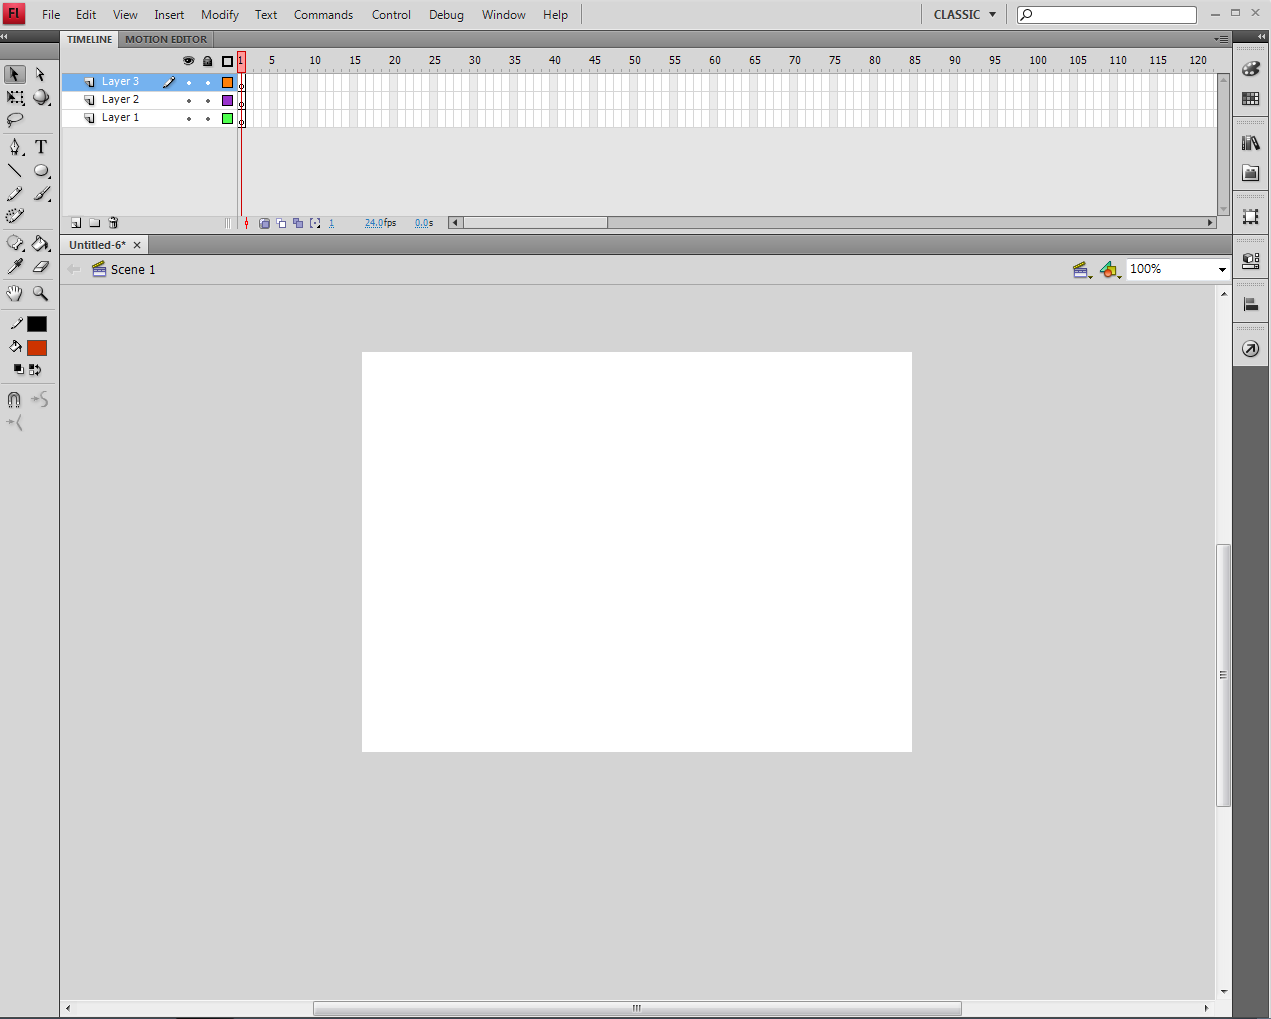 Fl File Edit View Insert Modify Text Commands Control Debug Window Help CLASSIC
TIMELINE MOTION EDITOR
1 5 10 15 20 25 30 35 40 45 50 55 60 65 70 75 80 85 90 95 100 105 110 115 120
Layer 3
Layer 2
Layer 1
T
1 24.0fps 0.0s
Untitled-6*
Scene 1 100%